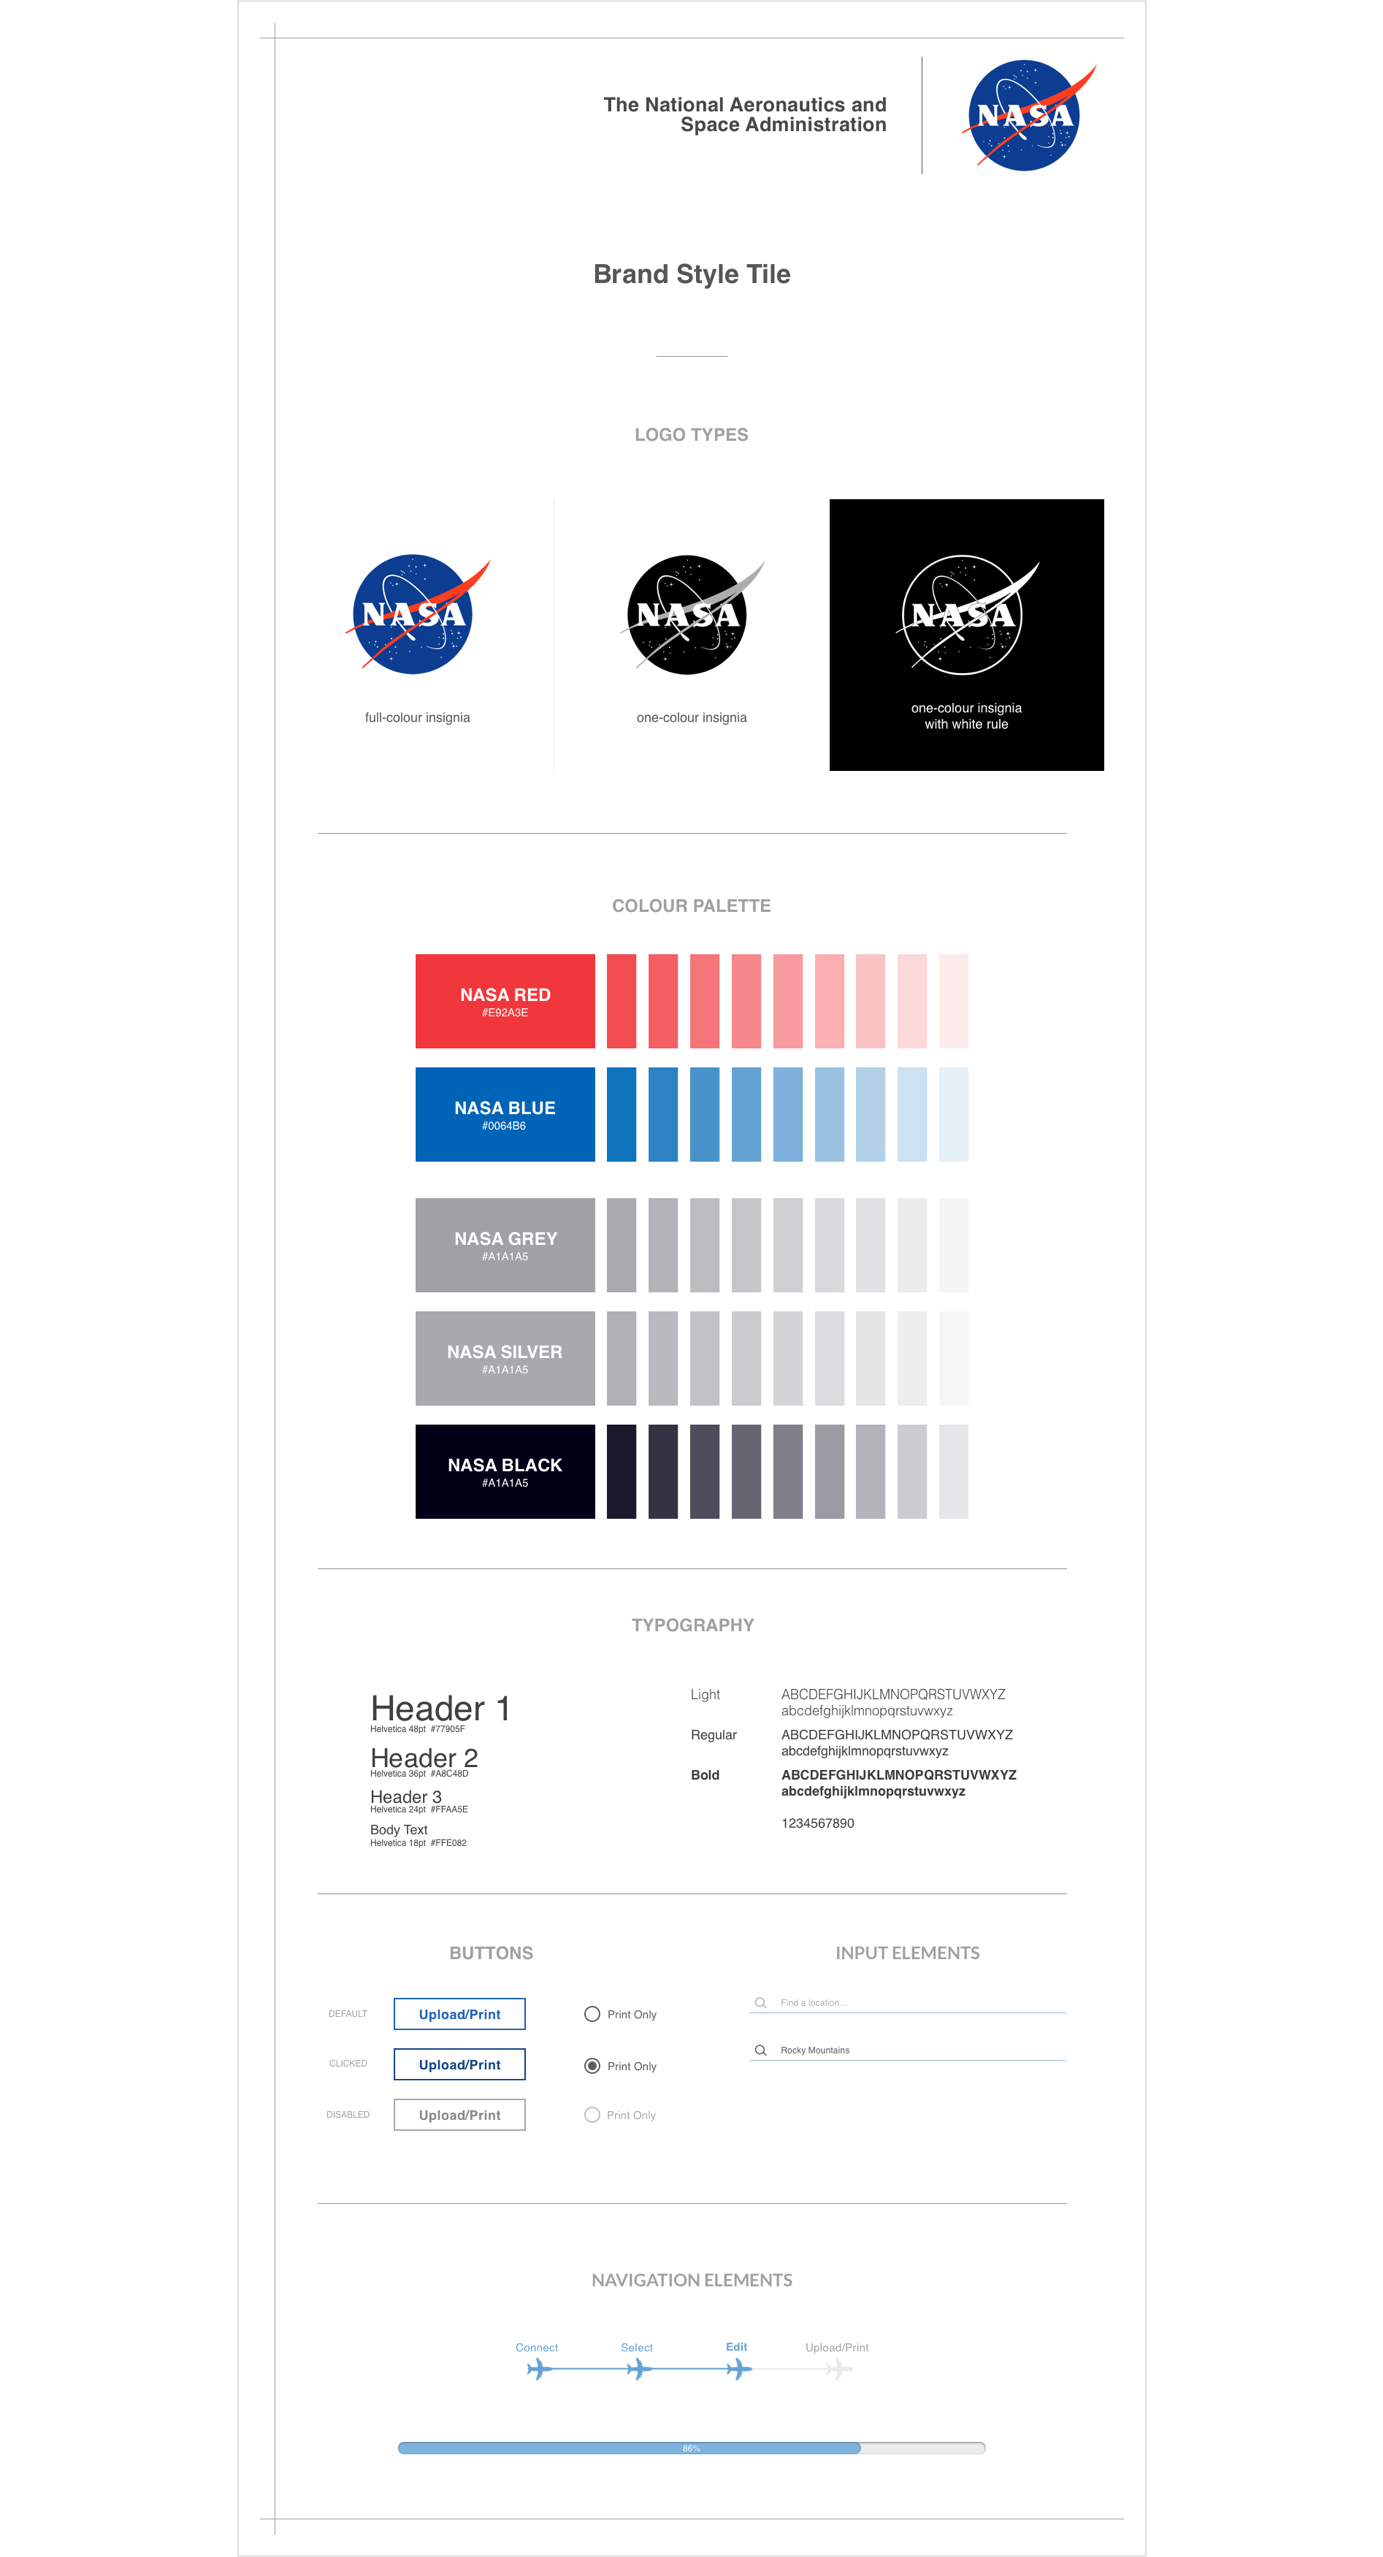 The National Aeronautics and
Space Administration
NASA
Brand Style Tile
LOGO TYPES
NASA
full-colour insignia
NASA
one-colour insignia
NASA
one-colour insignia
with white rule
COLOUR PALETTE
NASA RED
#E92A3E
NASA BLUE
#0064B6
NASA GREY
#A1A1A5
NASA SILVER
#A1A1A5
NASA BLACK
#A1A1A5
TYPOGRAPHY
Header 1
Helvetica 48pt #77905F
Header 2
Helvetica 36pt #A8C48D
Header 3
Helvetica 24pt #FFAA5E
Body Text
Helvetica 18pt #FFE082
Light
ABCDEFGHIJKLMNOPQRSTUVWXYZ
abcdefghijklmnopqrstuvwxyz
Regular
ABCDEFGHIJKLMNOPQRSTUVWXYZ
abcdefghijklmnopqrstuvwxyz
Bold
ABCDEFGHIJKLMNOPQRSTUVWXYZ
abcdefghijklmnopqrstuvwxyz
1234567890
BUTTONS
DEFAULT
Upload/Print
Print Only
CLICKED
Upload/Print
Print Only
DISABLED
Upload/Print
Print Only
INPUT ELEMENTS
Find a location...
Rocky Mountains
NAVIGATION ELEMENTS
Connect
Select
Edit
Upload/Print
86%